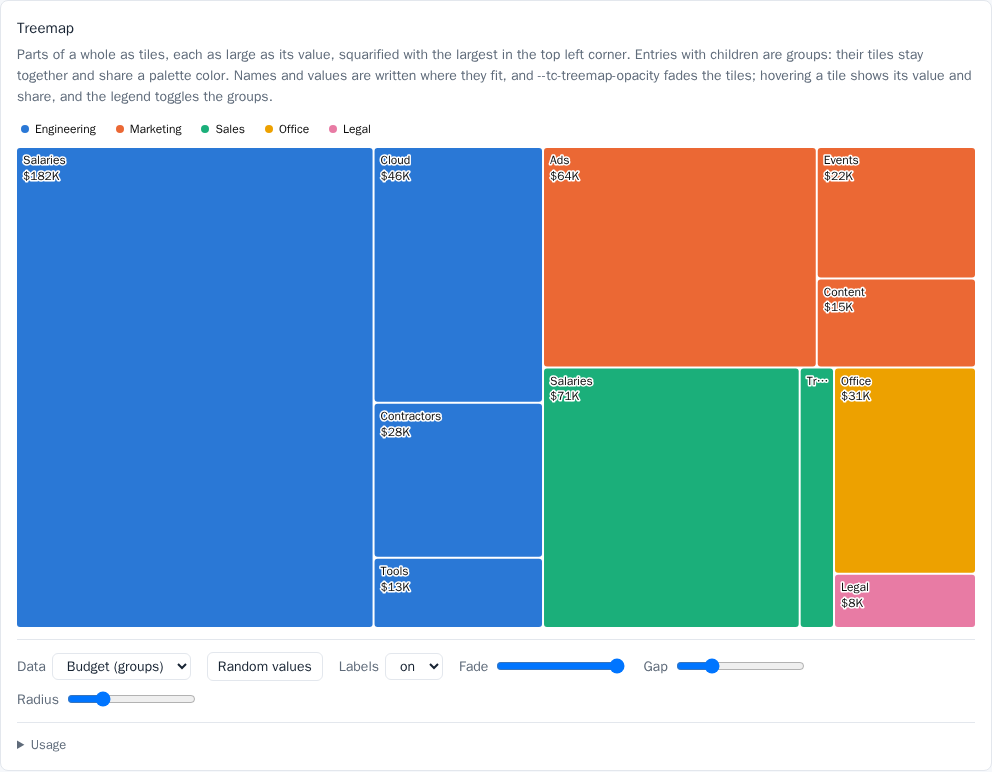 Treemap
Parts of a whole as tiles, each as large as its value, squarified with the largest in the top left corner. Entries with children are groups: their tiles stay
together and share a palette color. Names and values are written where they fit, and --tc-treemap-opacity fades the tiles; hovering a tile shows its value and
share, and the legend toggles the groups.
Engineering Marketing Sales Office Legal
Salaries
$182K
Cloud
$46K
Contractors
$28K
Tools
$13K
Ads
$64K
Events
$22K
Content
$15K
Salaries
$71K
Tr···
Office
$31K
Legal
$8K
Data Budget (groups) Random values Labels on Fade Gap
Radius
Usage